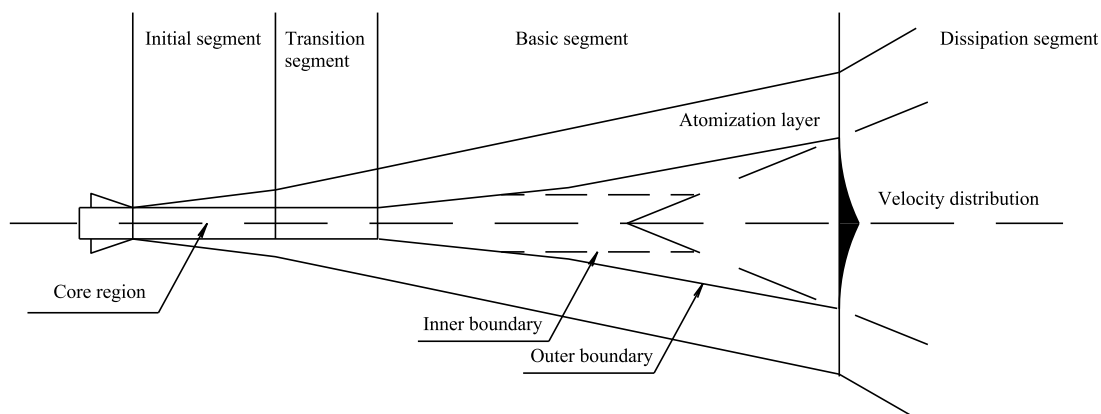 Initial segment
Transition
segment
Basic segment
Dissipation segment
Atomization layer
Velocity distribution
Core region
Inner boundary
Outer boundary